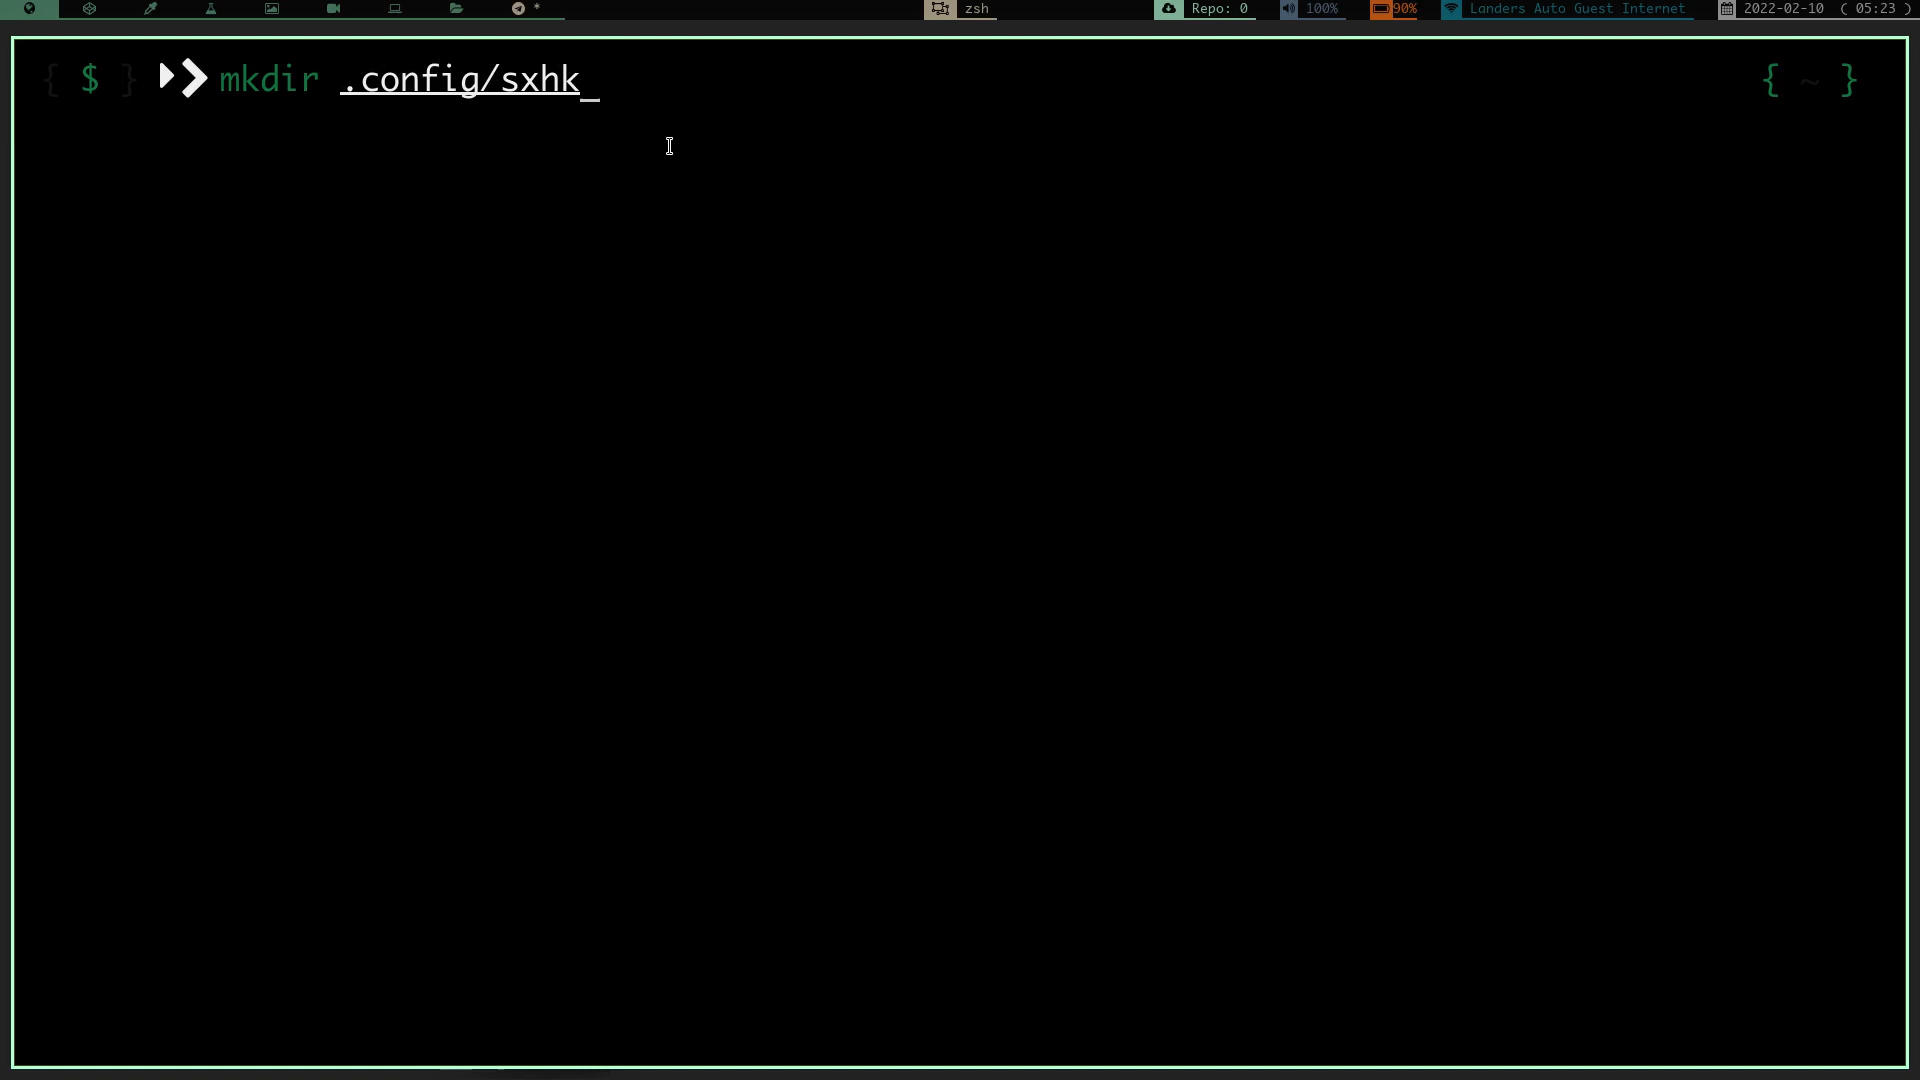 * zsh Repo: 0 100% 90% Landers Auto Guest Internet 2022-02-10 ( 05:23 )
{ $ } mkdir .config/sxhk_ { ~ }